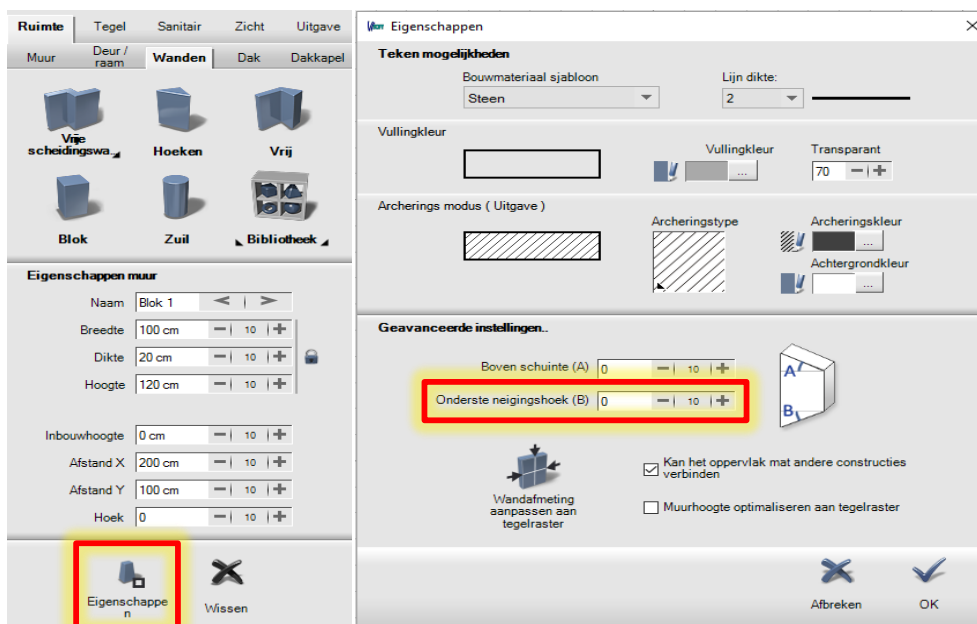 Ruimte Tegel Sanitair Zicht Uitgave
Muur Deur / raam Wanden Dak Dakkapel
Vrije
scheidingswa..
Hoeken
Vrij
Blok
Zuil
Bibliotheek
Eigenschappen muur
Naam Blok 1
Breedte 100 cm 10
Dikte 20 cm 10
Hoogte 120 cm 10
Inbouwhoogte 0 cm 10
Afstand X 200 cm 10
Afstand Y 100 cm 10
Hoek 0 10
Eigenschappe
n
Wissen
Eigenschappen
Teken mogelijkheden
Bouwmateriaal sjabloon Lijn dikte:
Steen 2
Vullingkleur
Vullingkleur Transparant
... 70
Archerings modus ( Uitgave )
Archeringstype Archeringskleur
...
Achtergrondkleur
...
Geavanceerde instellingen..
Boven schuinte (A) 0 10
Onderste neigingshoek (B) 0 10
A
B
Wandafmeting
aanpassen aan
tegelraster
Kan het oppervlak mat andere constructies
verbinden
Muurhoogte optimaliseren aan tegelraster
Afbreken OK